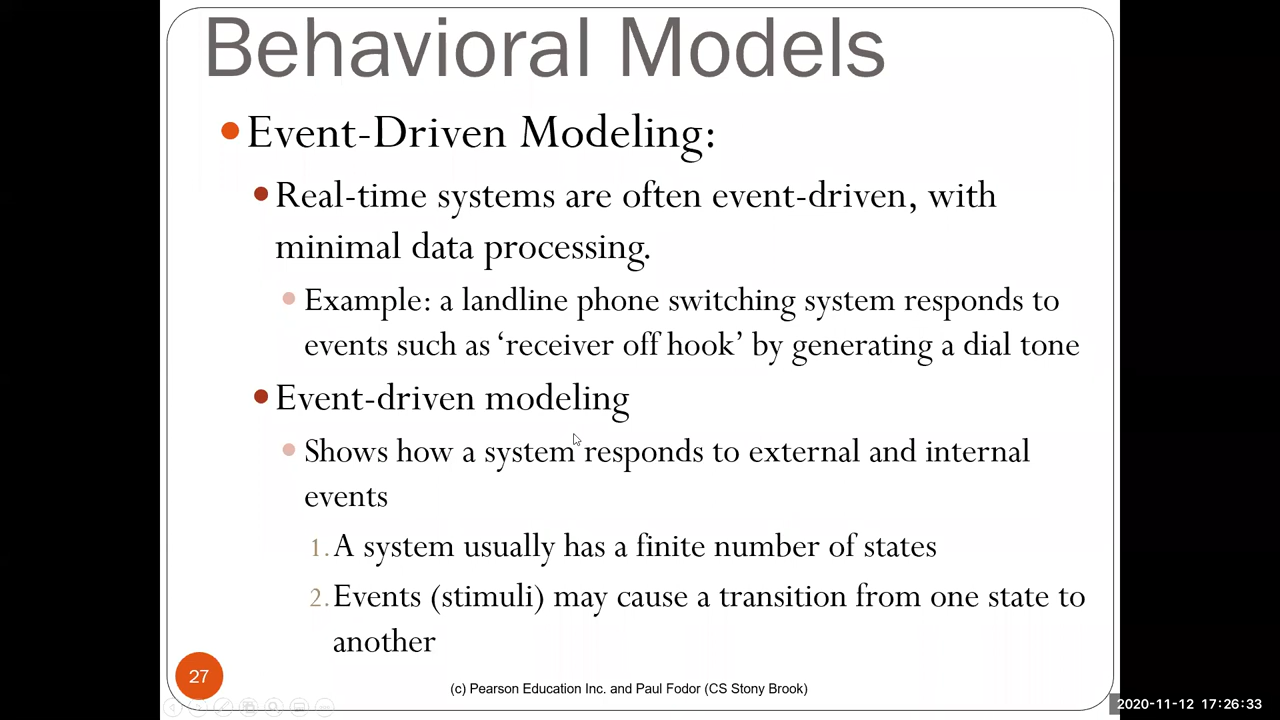 Behavioral Models
Event-Driven Modeling:
Real-time systems are often event-driven, with
minimal data processing.
Example: a landline phone switching system responds to
events such as ‘receiver off hook’ by generating a dial tone
Event-driven modeling
Shows how a system responds to external and internal
events
1. A system usually has a finite number of states
2. Events (stimuli) may cause a transition from one state to
another
27
(c) Pearson Education Inc. and Paul Fodor (CS Stony Brook)
2020-11-12 17:26:33